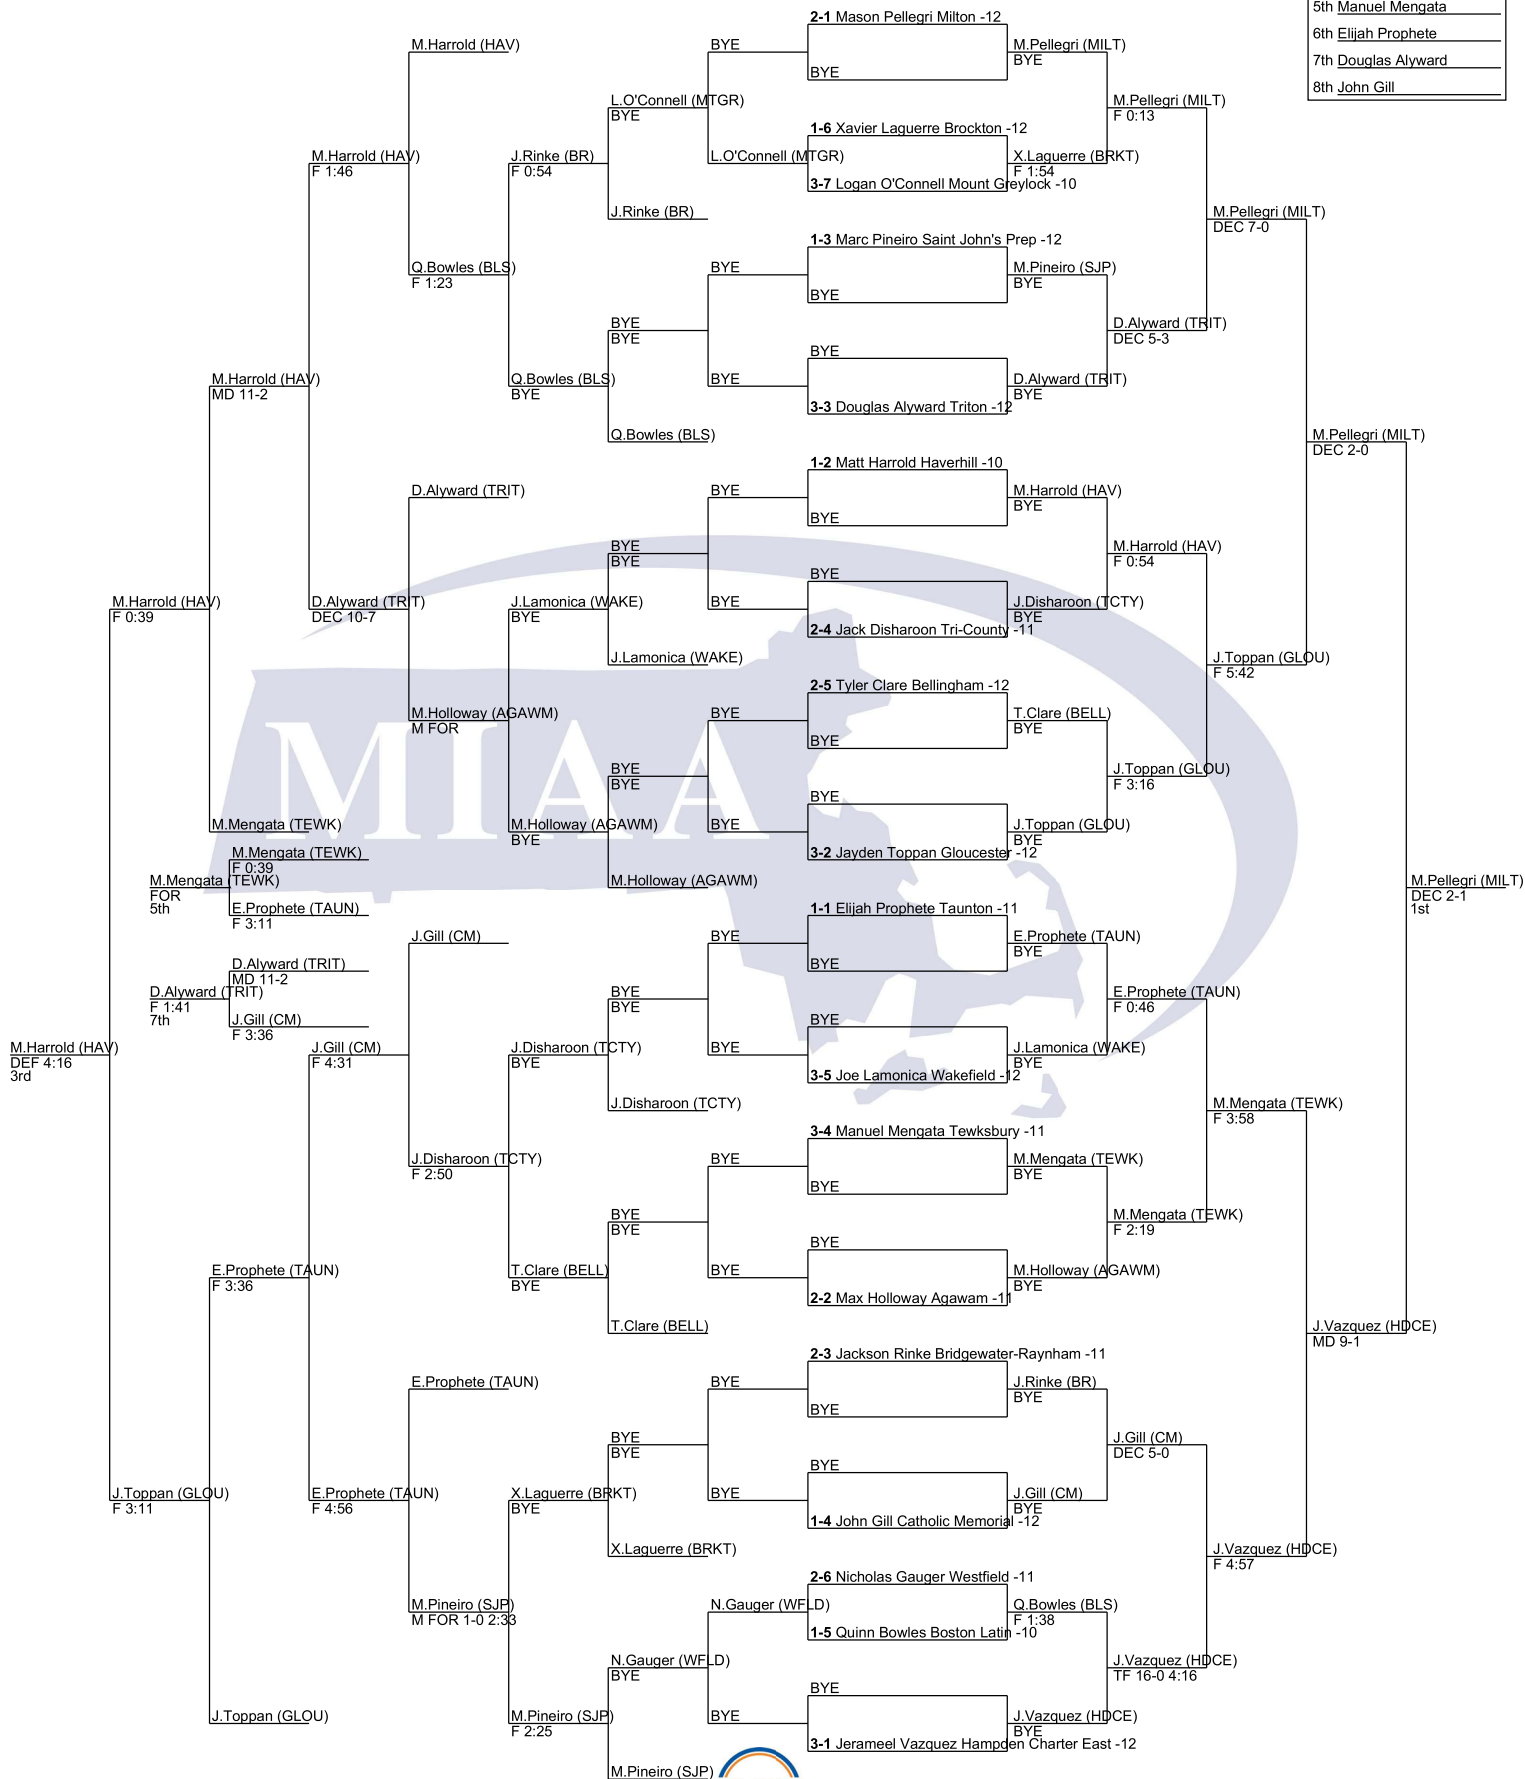 5th Manuel Mengata
6th Elijah Prophete
7th Douglas Alyward
8th John Gill
2-1 Mason Pellegri Milton -12
M.Harrold (HAV)
BYE
M.Pellegri (MILT)
BYE
BYE
L.O'Connell (MTGR)
BYE
M.Pellegri (MILT)
F 0:13
1-6 Xavier Laguerre Brockton -12
M.Harrold (HAV)
F 1:46
J.Rinke (BR)
F 0:54
L.O'Connell (MTGR)
X.Laguerre (BRKT)
F 1:54
3-7 Logan O'Connell Mount Greylock -10
J.Rinke (BR)
M.Pellegri (MILT)
DEC 7-0
1-3 Marc Pineiro Saint John's Prep -12
Q.Bowles (BLS)
F 1:23
BYE
M.Pineiro (SJP)
BYE
BYE
BYE
BYE
D.Alyward (TRIT)
DEC 5-3
BYE
M.Harrold (HAV)
MD 11-2
Q.Bowles (BLS)
BYE
BYE
D.Alyward (TRIT)
BYE
3-3 Douglas Alyward Triton -12
Q.Bowles (BLS)
M.Pellegri (MILT)
DEC 2-0
1-2 Matt Harrold Haverhill -10
D.Alyward (TRIT)
BYE
M.Harrold (HAV)
BYE
BYE
BYE
BYE
M.Harrold (HAV)
F 0:54
BYE
M.Harrold (HAV)
F 0:39
D.Alyward (TRIT)
DEC 10-7
J.Lamonica (WAKE)
BYE
BYE
J.Disharoon (TCTY)
BYE
2-4 Jack Disharoon Tri-County -11
J.Lamonica (WAKE)
J.Toppan (GLOU)
F 5:42
2-5 Tyler Clare Bellingham -12
M.Holloway (AGAWM)
M FOR
BYE
T.Clare (BELL)
BYE
BYE
MIAA
BYE
BYE
J.Toppan (GLOU)
F 3:16
BYE
M.Mengata (TEWK)
M.Holloway (AGAWM)
BYE
BYE
J.Toppan (GLOU)
BYE
3-2 Jayden Toppan Gloucester -12
M.Mengata (TEWK)
F 0:39
M.Mengata (TEWK)
FOR
5th
M.Holloway (AGAWM)
M.Pellegri (MILT)
DEC 2-1
1st
E.Prophete (TAUN)
F 3:11
1-1 Elijah Prophete Taunton -11
J.Gill (CM)
BYE
E.Prophete (TAUN)
BYE
BYE
D.Alyward (TRIT)
MD 11-2
D.Alyward (TRIT)
F 1:41
7th
BYE
BYE
E.Prophete (TAUN)
F 0:46
J.Gill (CM)
F 3:36
BYE
M.Harrold (HAV)
DEF 4:16
3rd
J.Gill (CM)
F 4:31
J.Disharoon (TCTY)
BYE
BYE
J.Lamonica (WAKE)
BYE
3-5 Joe Lamonica Wakefield -12
J.Disharoon (TCTY)
M.Mengata (TEWK)
F 3:58
3-4 Manuel Mengata Tewksbury -11
J.Disharoon (TCTY)
F 2:50
BYE
M.Mengata (TEWK)
BYE
BYE
BYE
BYE
M.Mengata (TEWK)
F 2:19
BYE
E.Prophete (TAUN)
F 3:36
T.Clare (BELL)
BYE
BYE
M.Holloway (AGAWM)
BYE
2-2 Max Holloway Agawam -11
T.Clare (BELL)
J.Vazquez (HDCE)
MD 9-1
2-3 Jackson Rinke Bridgewater-Raynham -11
E.Prophete (TAUN)
BYE
J.Rinke (BR)
BYE
BYE
BYE
BYE
J.Gill (CM)
DEC 5-0
BYE
J.Toppan (GLOU)
F 3:11
E.Prophete (TAUN)
F 4:56
X.Laguerre (BRKT)
BYE
BYE
J.Gill (CM)
BYE
1-4 John Gill Catholic Memorial -12
X.Laguerre (BRKT)
J.Vazquez (HDCE)
F 4:57
2-6 Nicholas Gauger Westfield -11
M.Pineiro (SJP)
M FOR 1-0 2:33
N.Gauger (WFLD)
Q.Bowles (BLS)
F 1:38
1-5 Quinn Bowles Boston Latin -10
N.Gauger (WFLD)
BYE
J.Vazquez (HDCE)
TF 16-0 4:16
BYE
J.Toppan (GLOU)
M.Pineiro (SJP)
F 2:25
BYE
J.Vazquez (HDCE)
BYE
3-1 Jerameel Vazquez Hampden Charter East -12
M.Pineiro (SJP)